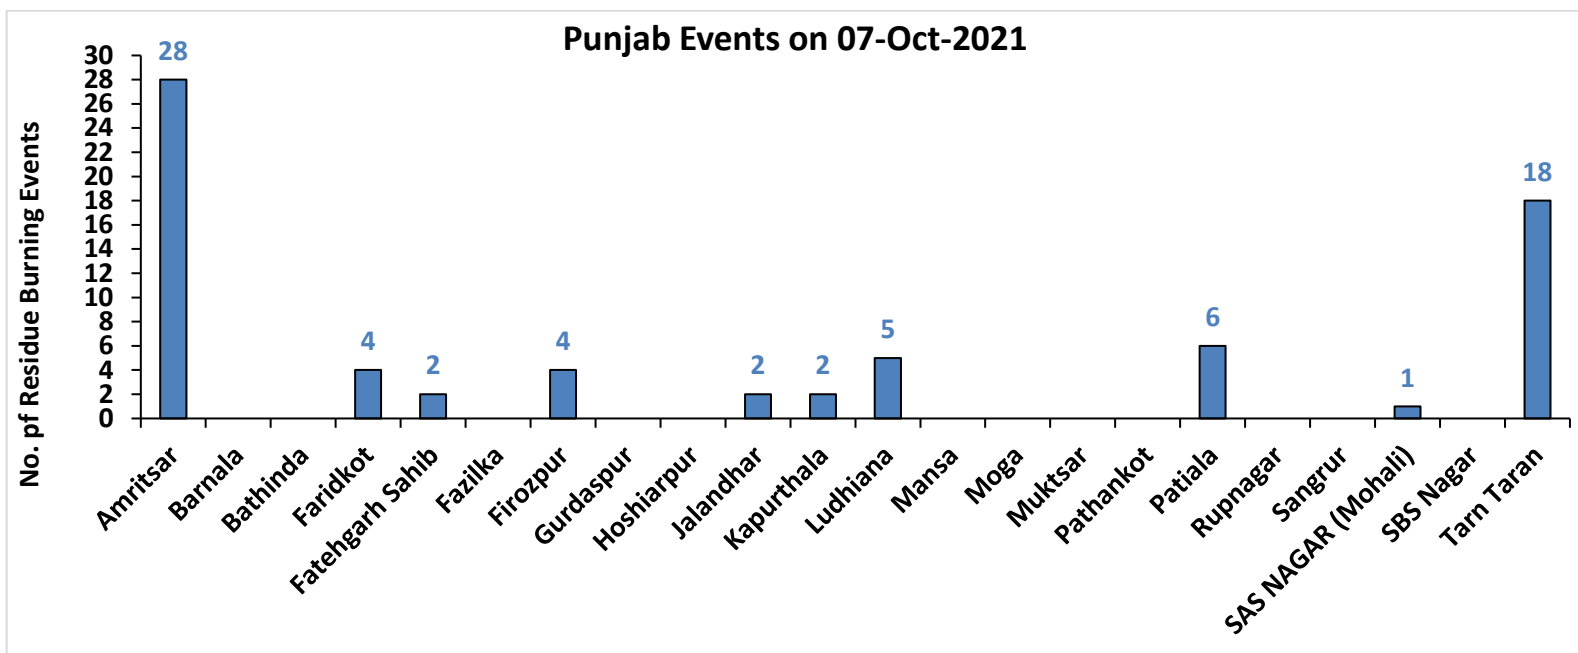 Punjab Events on 07-Oct-2021
No. pf Residue Burning Events
30
28
26
24
22
20
18
16
14
12
10
8
6
4
2
0
28
4
2
4
2
2
5
6
1
18
Amritsar
Barnala
Bathinda
Faridkot
Fatehgarh Sahib
Fazilka
Firozpur
Gurdaspur
Hoshiarpur
Jalandhar
Kapurthala
Ludhiana
Mansa
Moga
Muktsar
Pathankot
Patiala
Rupnagar
Sangrur
SAS NAGAR (Mohali)
SBS Nagar
Tarn Taran